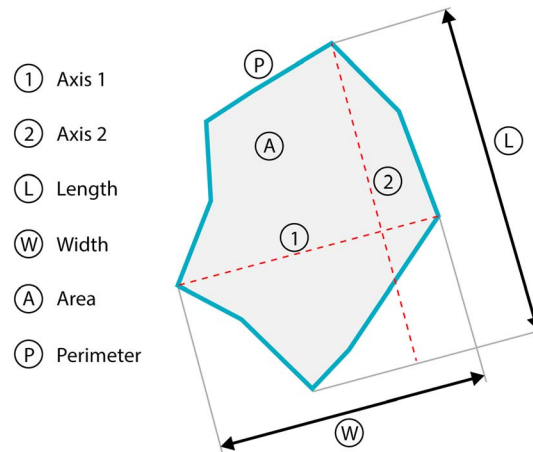 P
1 Axis 1
A
L
2 Axis 2
2
L Length
1
W Width
A Area
P Perimeter
W